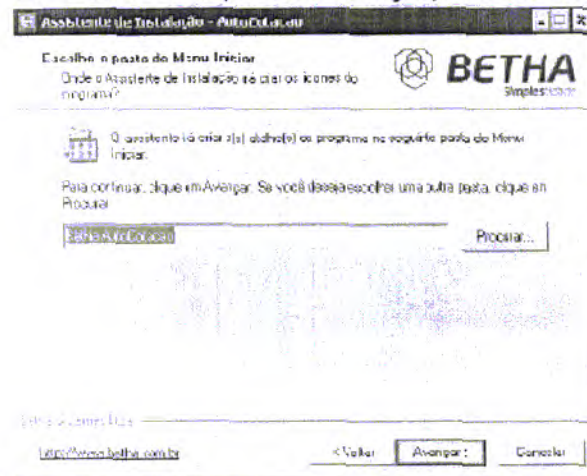 Assistente de Instalação - AutoCotacao
Escolha a pasta do Menu Iniciar
Onde o Assistente de Instalação irá criar os ícones do
programa?
BETHA
O assistente irá criar o(s) atalho(s) do programa na seguinte pasta do Menu
Iniciar.
Para continuar, clique em Avançar. Se você deseja escolher uma outra pasta, clique em
Procurar
Betha AutoCotacao
Procurar...
http://www.betha.com.br
< Voltar
Avançar >
Cancelar